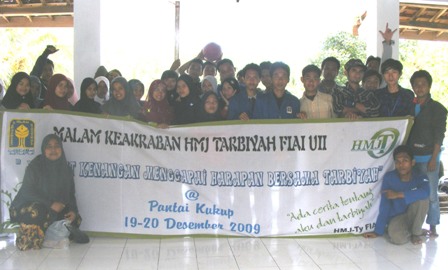 MALAM KEAKRABAN HMJ TARBIYAH FIAI UII
KENANGAN MENGGAPAI HARAPAN BERSAMA TARBIYAH"
@
Pantai Kukup
19-20 Desember 2009
HMJT
"Ada cerita tentang
aku dan tarbiyah"
HMJ-Ty FIAI